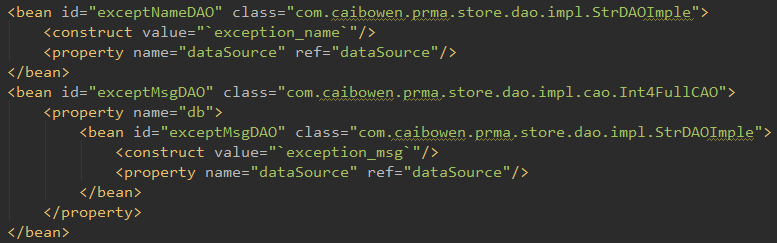 <bean id="exceptNameDAO" class="com.caibowen.prma.store.dao.impl.StrDAOImple">
    <construct value="`exception_name`"/>
    <property name="dataSource" ref="dataSource"/>
</bean>
<bean id="exceptMsgDAO" class="com.caibowen.prma.store.dao.impl.cao.Int4FullCAO">
    <property name="db">
        <bean id="exceptMsgDAO" class="com.caibowen.prma.store.dao.impl.StrDAOImple">
            <construct value="`exception_msg`"/>
            <property name="dataSource" ref="dataSource"/>
        </bean>
    </property>
</bean>